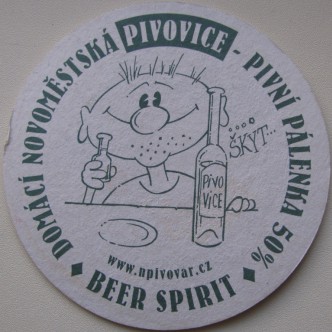 DOMÁCÍ NOVOMĚSTSKÁ PIVOVICE - PIVNÍ PÁLENKA 50%
ŠKYT...
PIVO
VICE
www.npivovar.cz
♦ BEER SPIRIT ♦